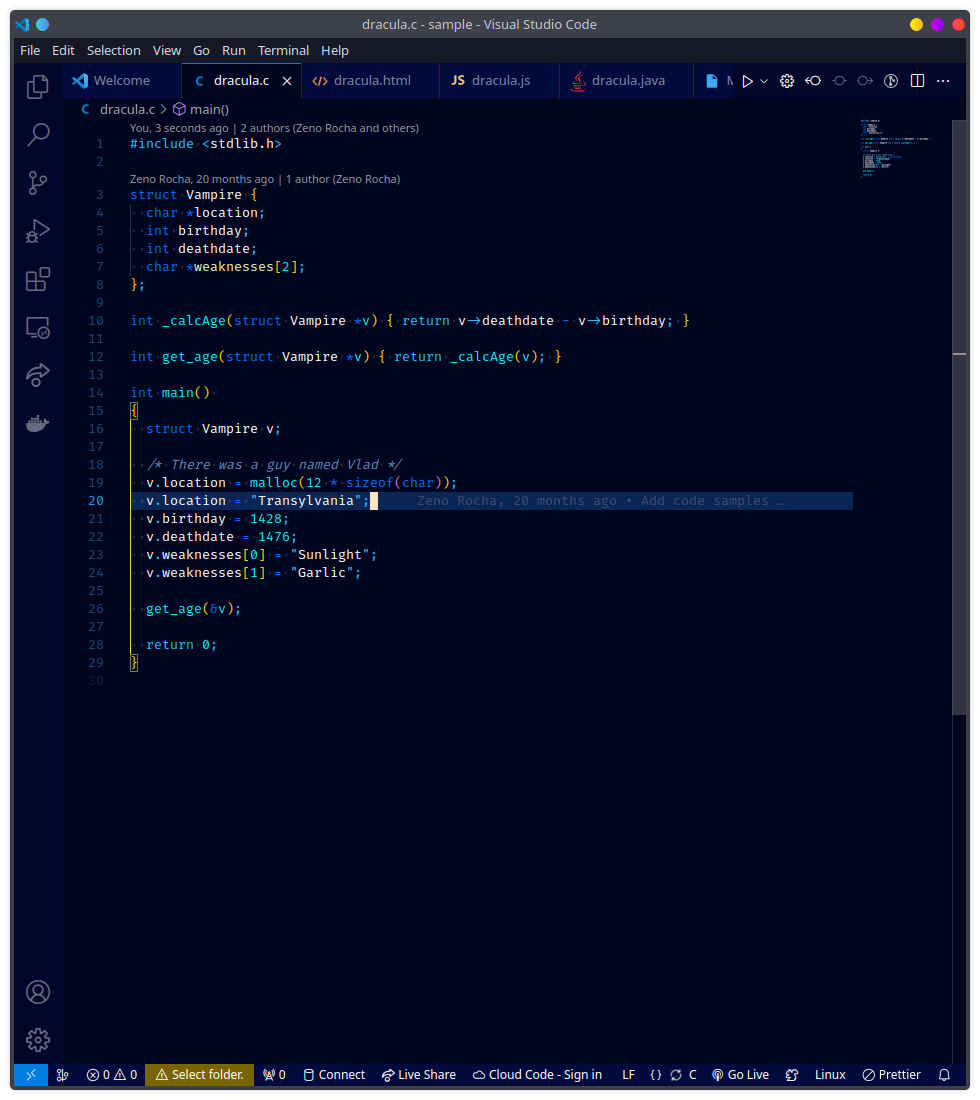 dracula.c - sample - Visual Studio Code
File Edit Selection View Go Run Terminal Help
Welcome dracula.c dracula.html JS dracula.js dracula.java
C dracula.c > main()
You, 3 seconds ago | 2 authors (Zeno Rocha and others)
1 #include <stdlib.h>
2
Zeno Rocha, 20 months ago | 1 author (Zeno Rocha)
3 struct Vampire {
4   char *location;
5   int birthday;
6   int deathdate;
7   char *weaknesses[2];
8 };
9
10 int _calcAge(struct Vampire *v) { return v->deathdate - v->birthday; }
11
12 int get_age(struct Vampire *v) { return _calcAge(v); }
13
14 int main()
15 {
16   struct Vampire v;
17
18   /* There was a guy named Vlad */
19   v.location = malloc(12 * sizeof(char));
20   v.location = "Transylvania"; Zeno Rocha, 20 months ago • Add code samples …
21   v.birthday = 1428;
22   v.deathdate = 1476;
23   v.weaknesses[0] = "Sunlight";
24   v.weaknesses[1] = "Garlic";
25
26   get_age(&v);
27
28   return 0;
29 }
30
0 0 Select folder. 0 Connect Live Share Cloud Code - Sign in LF {} C Go Live Linux Prettier